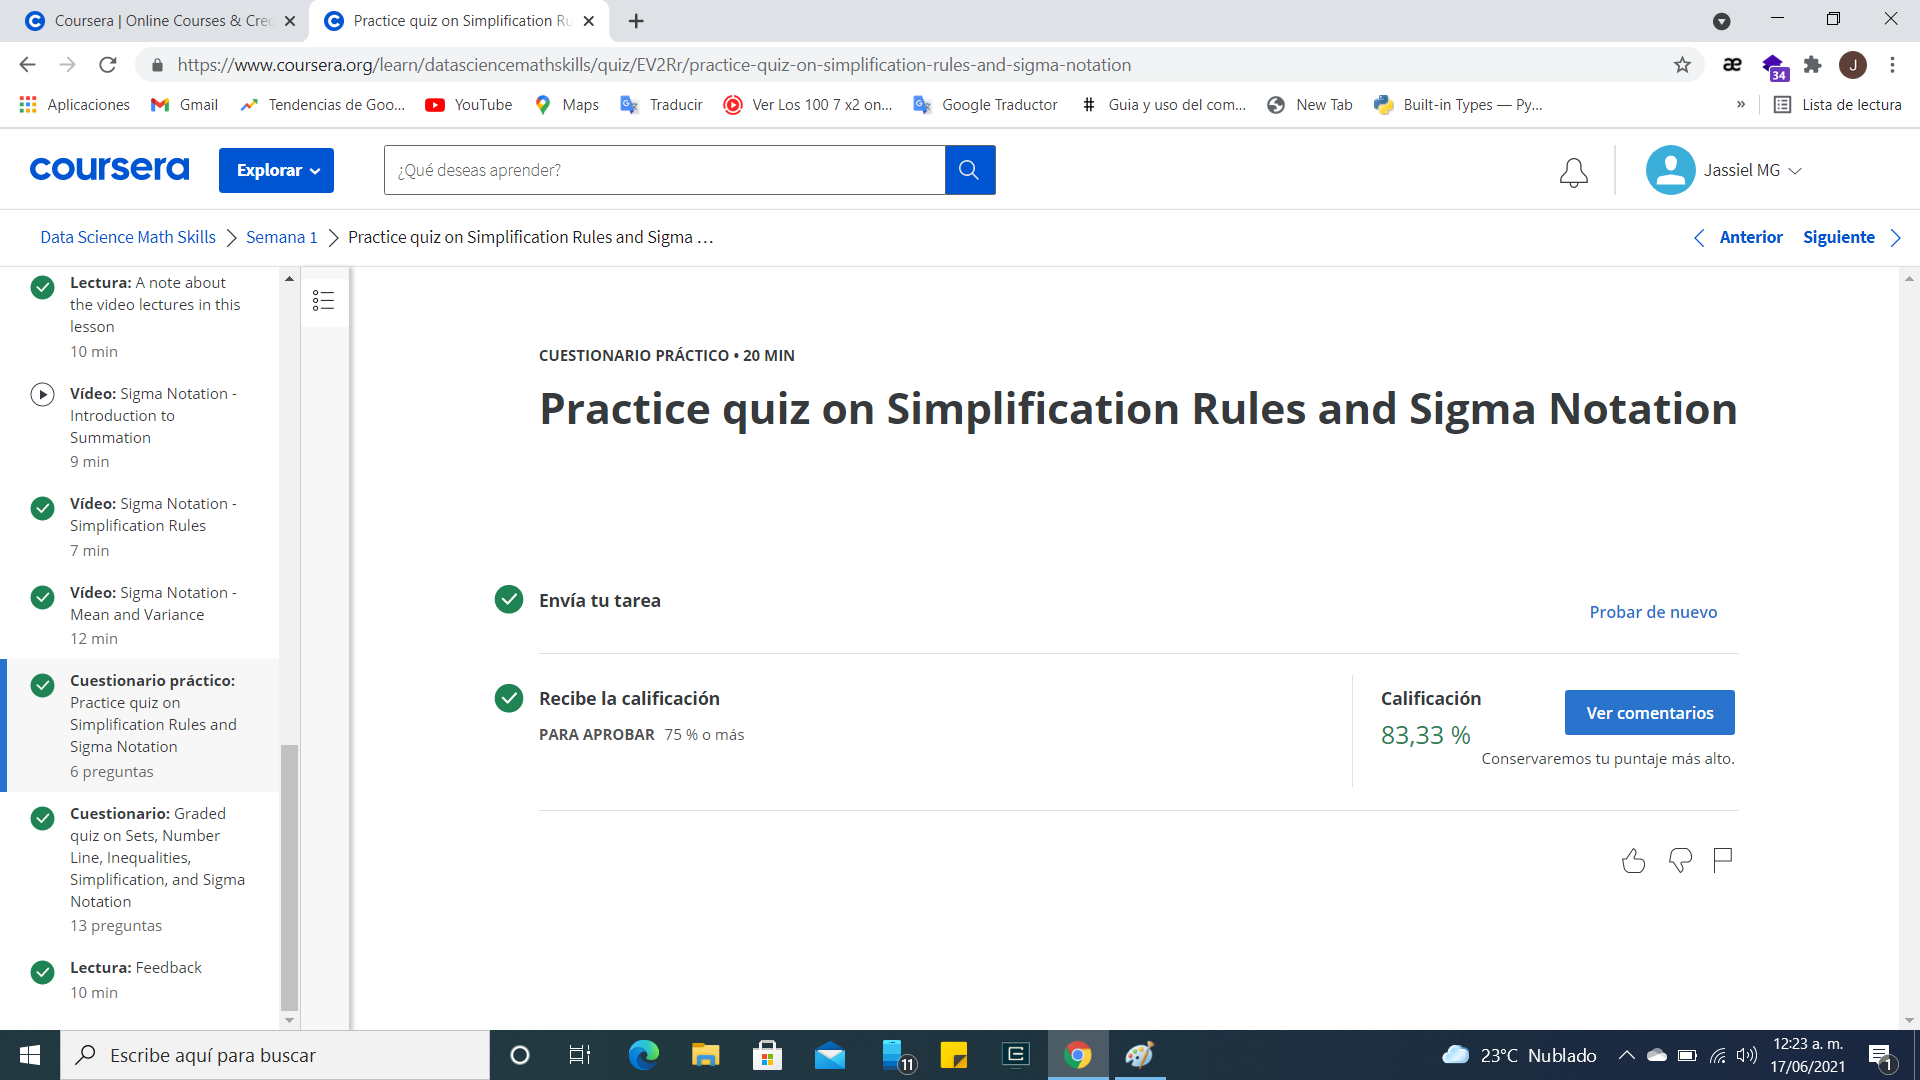 Coursera | Online Courses & Cre
Practice quiz on Simplification Ru
https://www.coursera.org/learn/datasciencemathskills/quiz/EV2Rr/practice-quiz-on-simplification-rules-and-sigma-notation
æ
34
J
Aplicaciones
Gmail
Tendencias de Goo...
YouTube
Maps
Traducir
Ver Los 100 7 x2 on...
Google Traductor
Guia y uso del com...
New Tab
Built-in Types — Py...
»
Lista de lectura
coursera
Explorar
¿Qué deseas aprender?
Jassiel MG
Data Science Math Skills
Semana 1
Practice quiz on Simplification Rules and Sigma …
Anterior
Siguiente
Lectura: A note about
the video lectures in this
lesson
10 min
Vídeo: Sigma Notation -
Introduction to
Summation
9 min
Vídeo: Sigma Notation -
Simplification Rules
7 min
Vídeo: Sigma Notation -
Mean and Variance
12 min
Cuestionario práctico:
Practice quiz on
Simplification Rules and
Sigma Notation
6 preguntas
Cuestionario: Graded
quiz on Sets, Number
Line, Inequalities,
Simplification, and Sigma
Notation
13 preguntas
Lectura: Feedback
10 min
CUESTIONARIO PRÁCTICO • 20 MIN
Practice quiz on Simplification Rules and Sigma Notation
Envía tu tarea
Probar de nuevo
Recibe la calificación
PARA APROBAR 75 % o más
Calificación
83,33 %
Ver comentarios
Conservaremos tu puntaje más alto.
Escribe aquí para buscar
11
23°C Nublado
12:23 a. m.
17/06/2021
1